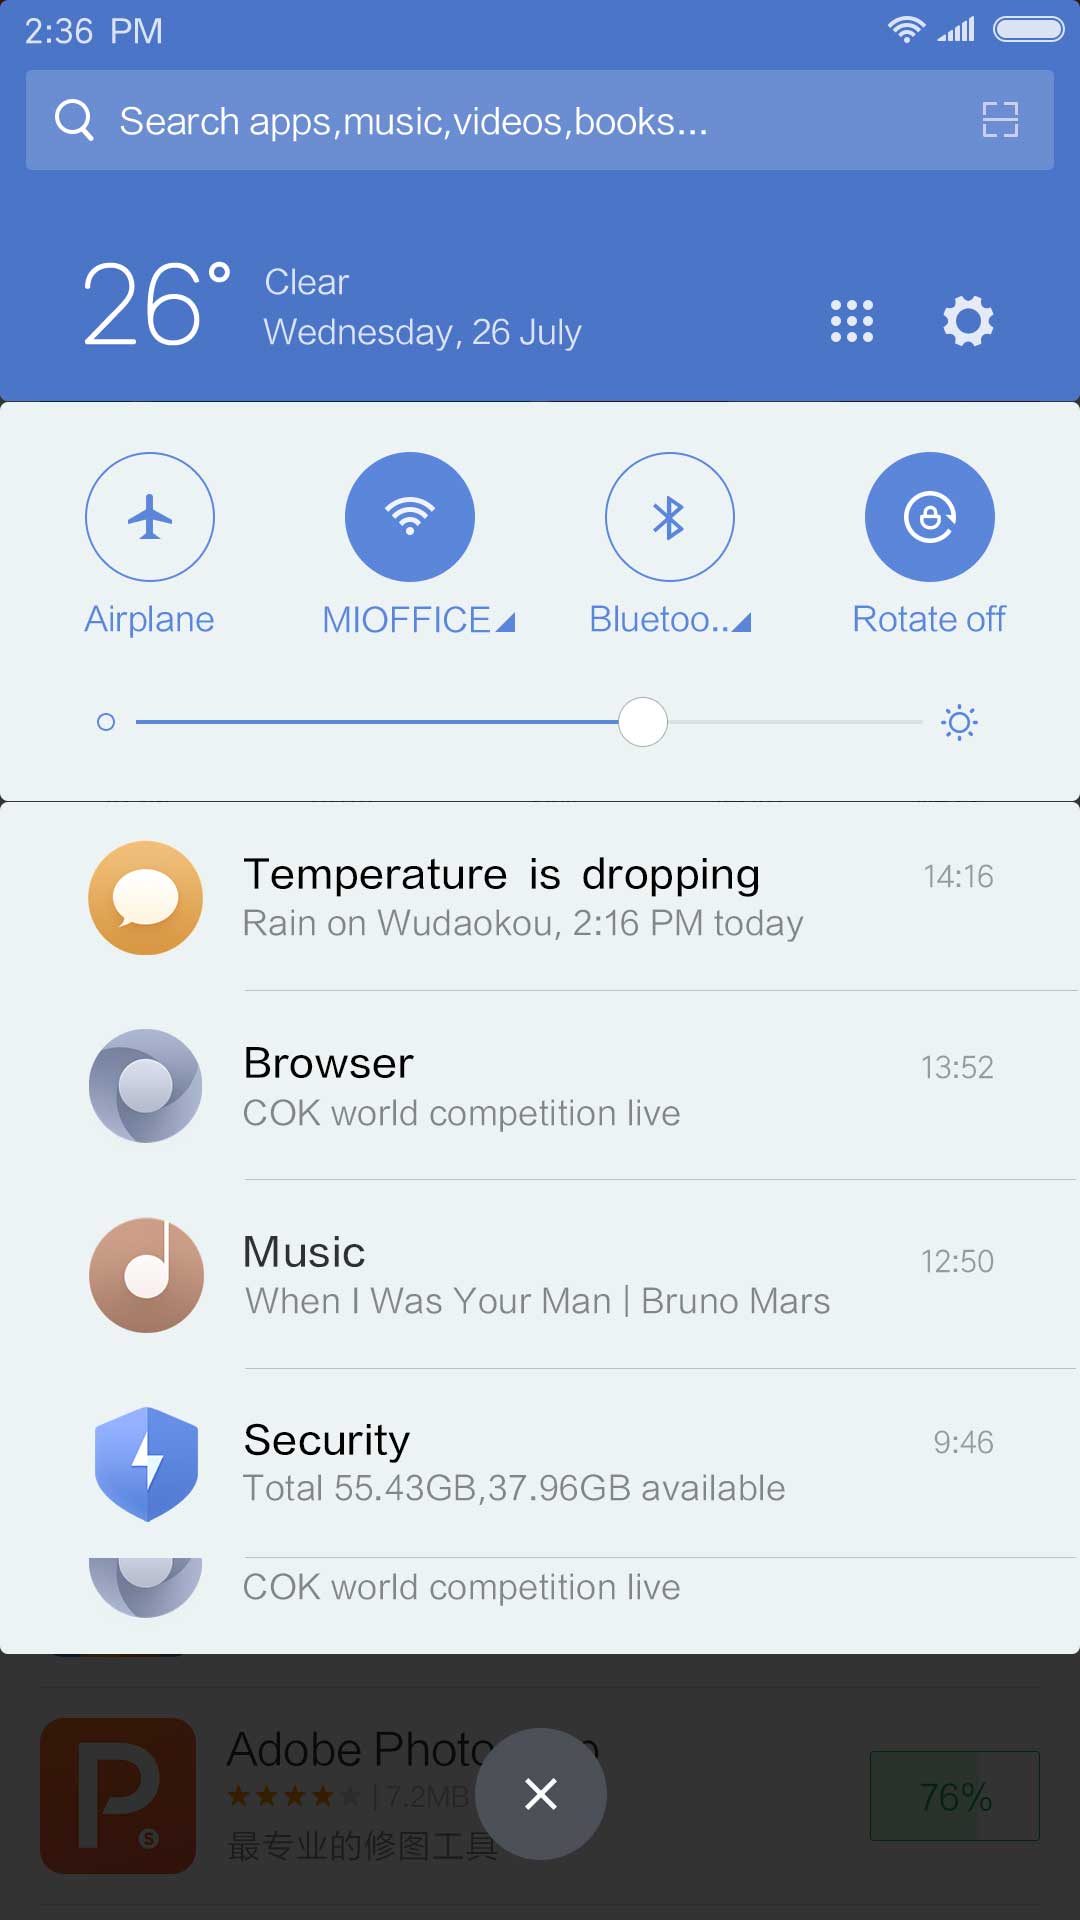 2:36 PM
Search apps,music,videos,books...
26°
Clear
Wednesday, 26 July
Airplane
MIOFFICE
Bluetoo..
Rotate off
Temperature is dropping
14:16
Rain on Wudaokou, 2:16 PM today
Browser
13:52
COK world competition live
Music
12:50
When I Was Your Man | Bruno Mars
Security
9:46
Total 55.43GB,37.96GB available
COK world competition live
Adobe
| 7.2MB
76%
最专业的修图工具